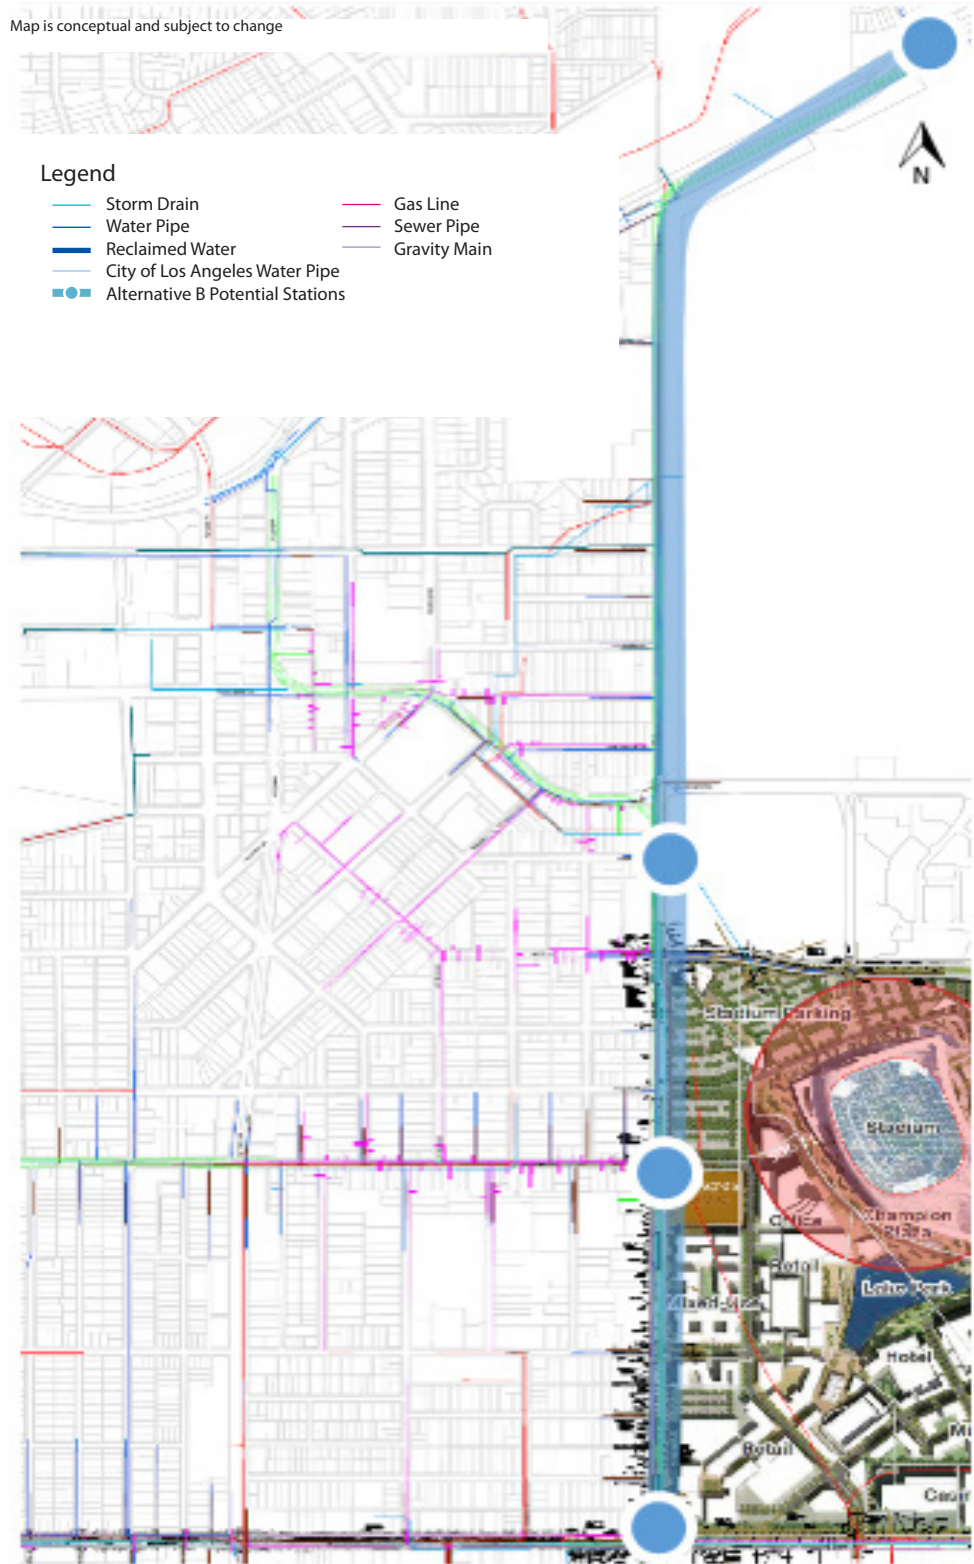 Map is conceptual and subject to change
N
Legend
Storm Drain
Gas Line
Water Pipe
Sewer Pipe
Reclaimed Water
Gravity Main
City of Los Angeles Water Pipe
Alternative B Potential Stations
Stadium Parking
Stadium
Champion
Plaza
Office
Retail
Lake Park
Mixed-Use
Hotel
Retail